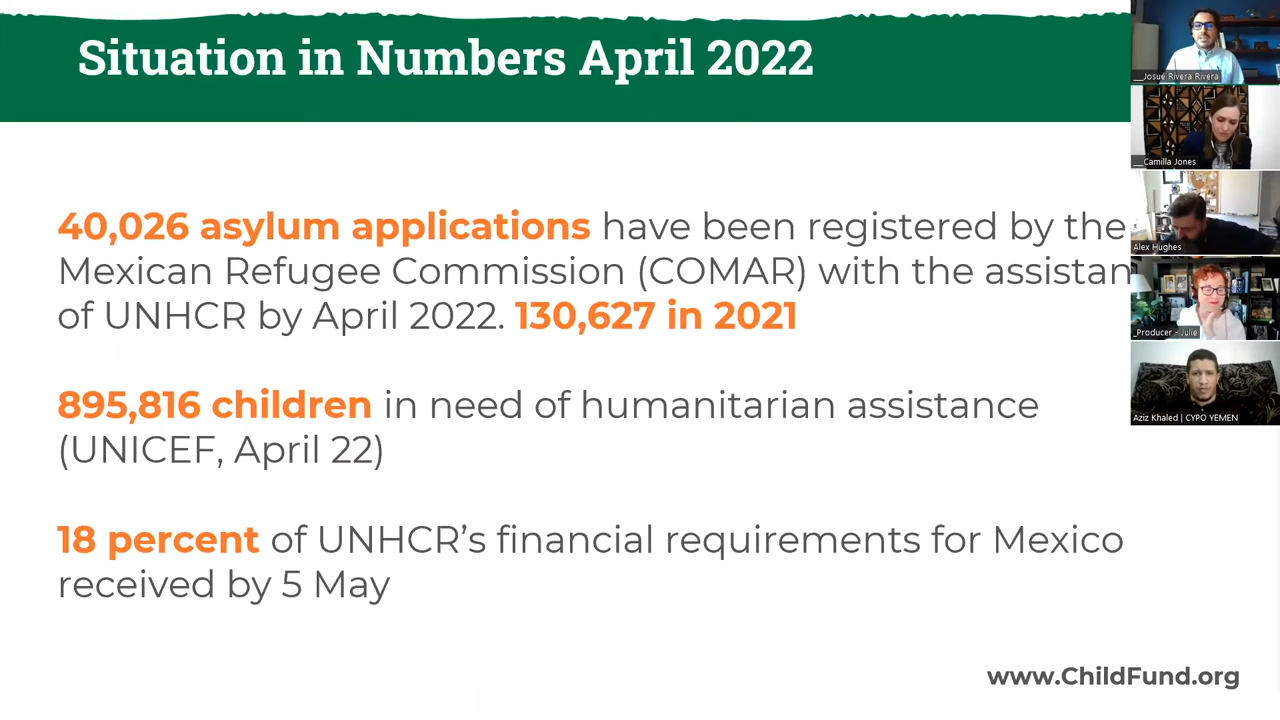 Situation in Numbers April 2022
40,026 asylum applications have been registered by the
Mexican Refugee Commission (COMAR) with the assistan
of UNHCR by April 2022. 130,627 in 2021
895,816 children in need of humanitarian assistance
(UNICEF, April 22)
18 percent of UNHCR’s financial requirements for Mexico
received by 5 May
www.ChildFund.org
__Josué Rivera Rivera
__Camilla Jones
Alex Hughes
_Producer - Julie
Aziz Khaled | CYPO YEMEN